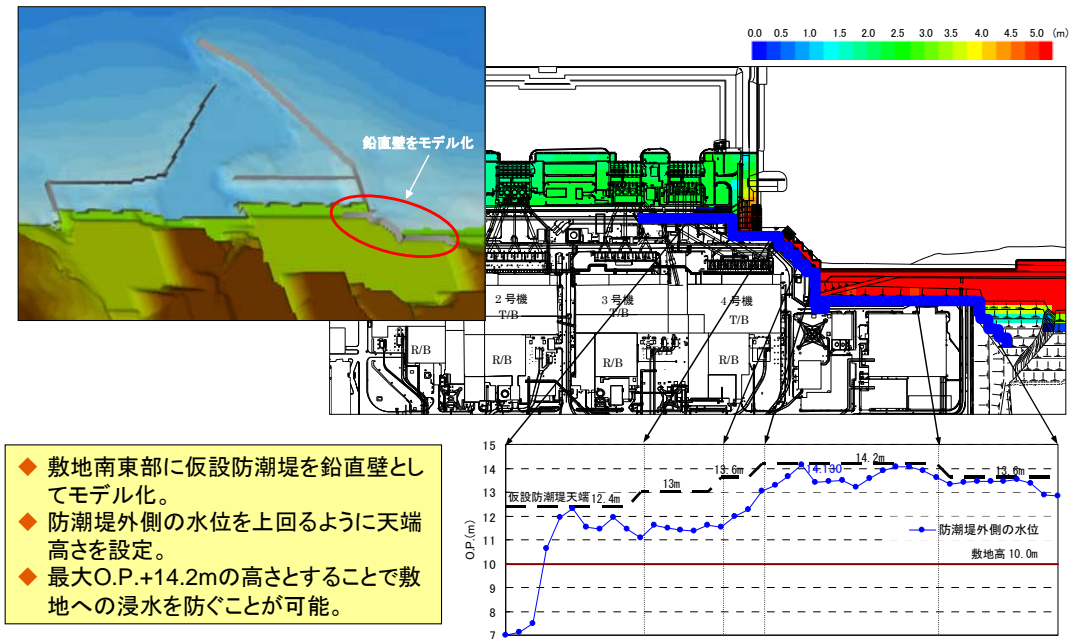 鉛直壁をモデル化
0.0 0.5 1.0 1.5 2.0 2.5 3.0 3.5 4.0 4.5 5.0 (m)
2号機
T/B
3号機
T/B
4号機
T/B
R/B
R/B
R/B
R/B
◆ 敷地南東部に仮設防潮堤を鉛直壁とし
てモデル化。
◆ 防潮堤外側の水位を上回るように天端
高さを設定。
◆ 最大O.P.+14.2mの高さとすることで敷
地への浸水を防ぐことが可能。
O.P.(m)
15
14
13
12
11
10
9
8
7
仮設防潮堤天端 12.4m
13m
13.6m
14.2m
14.130
13.6m
防潮堤外側の水位
敷地高 10.0m